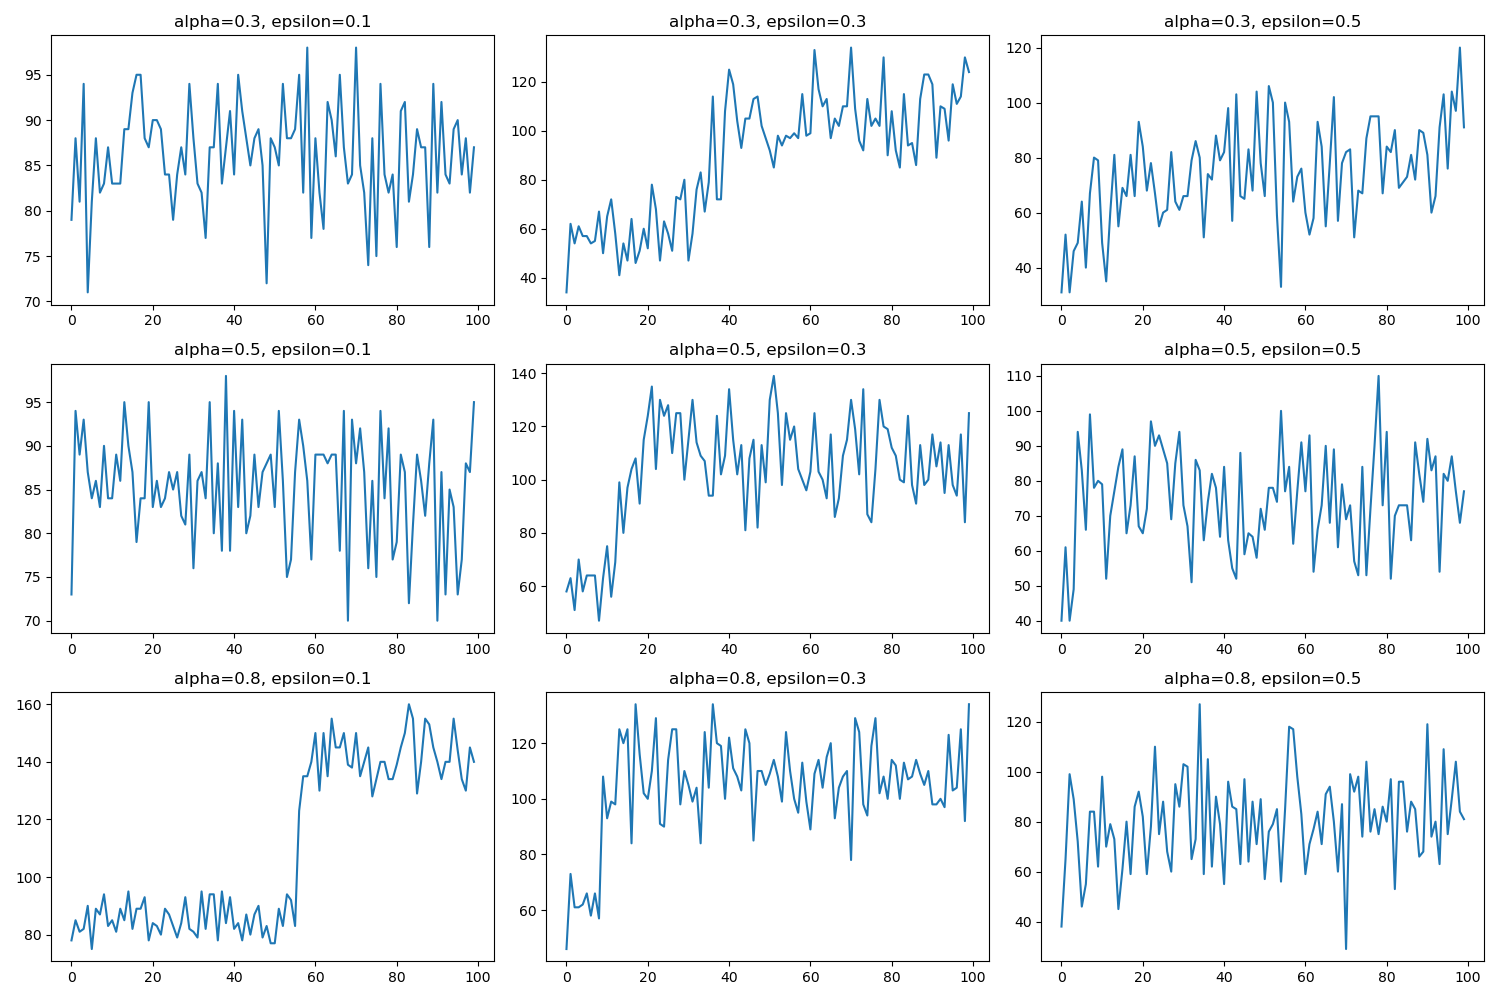 alpha=0.3, epsilon=0.1
95
90
85
80
75
70
0 20 40 60 80 100
alpha=0.3, epsilon=0.3
120
100
80
60
40
0 20 40 60 80 100
alpha=0.3, epsilon=0.5
120
100
80
60
40
0 20 40 60 80 100
alpha=0.5, epsilon=0.1
95
90
85
80
75
70
0 20 40 60 80 100
alpha=0.5, epsilon=0.3
140
120
100
80
60
0 20 40 60 80 100
alpha=0.5, epsilon=0.5
110
100
90
80
70
60
50
40
0 20 40 60 80 100
alpha=0.8, epsilon=0.1
160
140
120
100
80
0 20 40 60 80 100
alpha=0.8, epsilon=0.3
120
100
80
60
0 20 40 60 80 100
alpha=0.8, epsilon=0.5
120
100
80
60
40
0 20 40 60 80 100